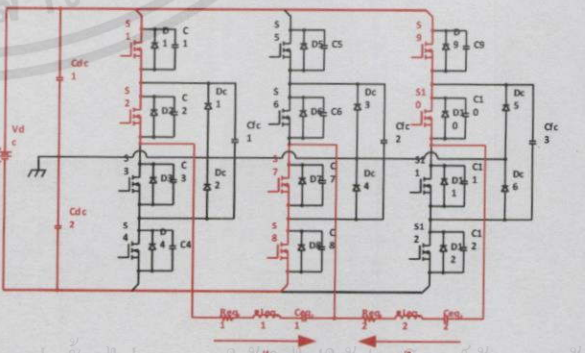 S
1
D
1
C
1
S
5
D5
C5
S
9
D
9
C9
Cdc
1
S
2
D2
C
2
Dc
1
S
6
D6
C6
Dc
3
S1
0
D1
0
C1
0
Dc
5
Vd
c
Cfc
1
Cfc
2
Cfc
3
S
3
D3
C
3
Dc
2
S
7
D7
C
7
Dc
4
S1
1
D1
1
C1
1
Dc
6
Cdc
2
S
4
D
4
C4
S
8
D8
C
8
S1
2
D1
2
C1
2
Req
1
Leq
1
Ceq
1
Req
2
Leq
2
Ceq
2